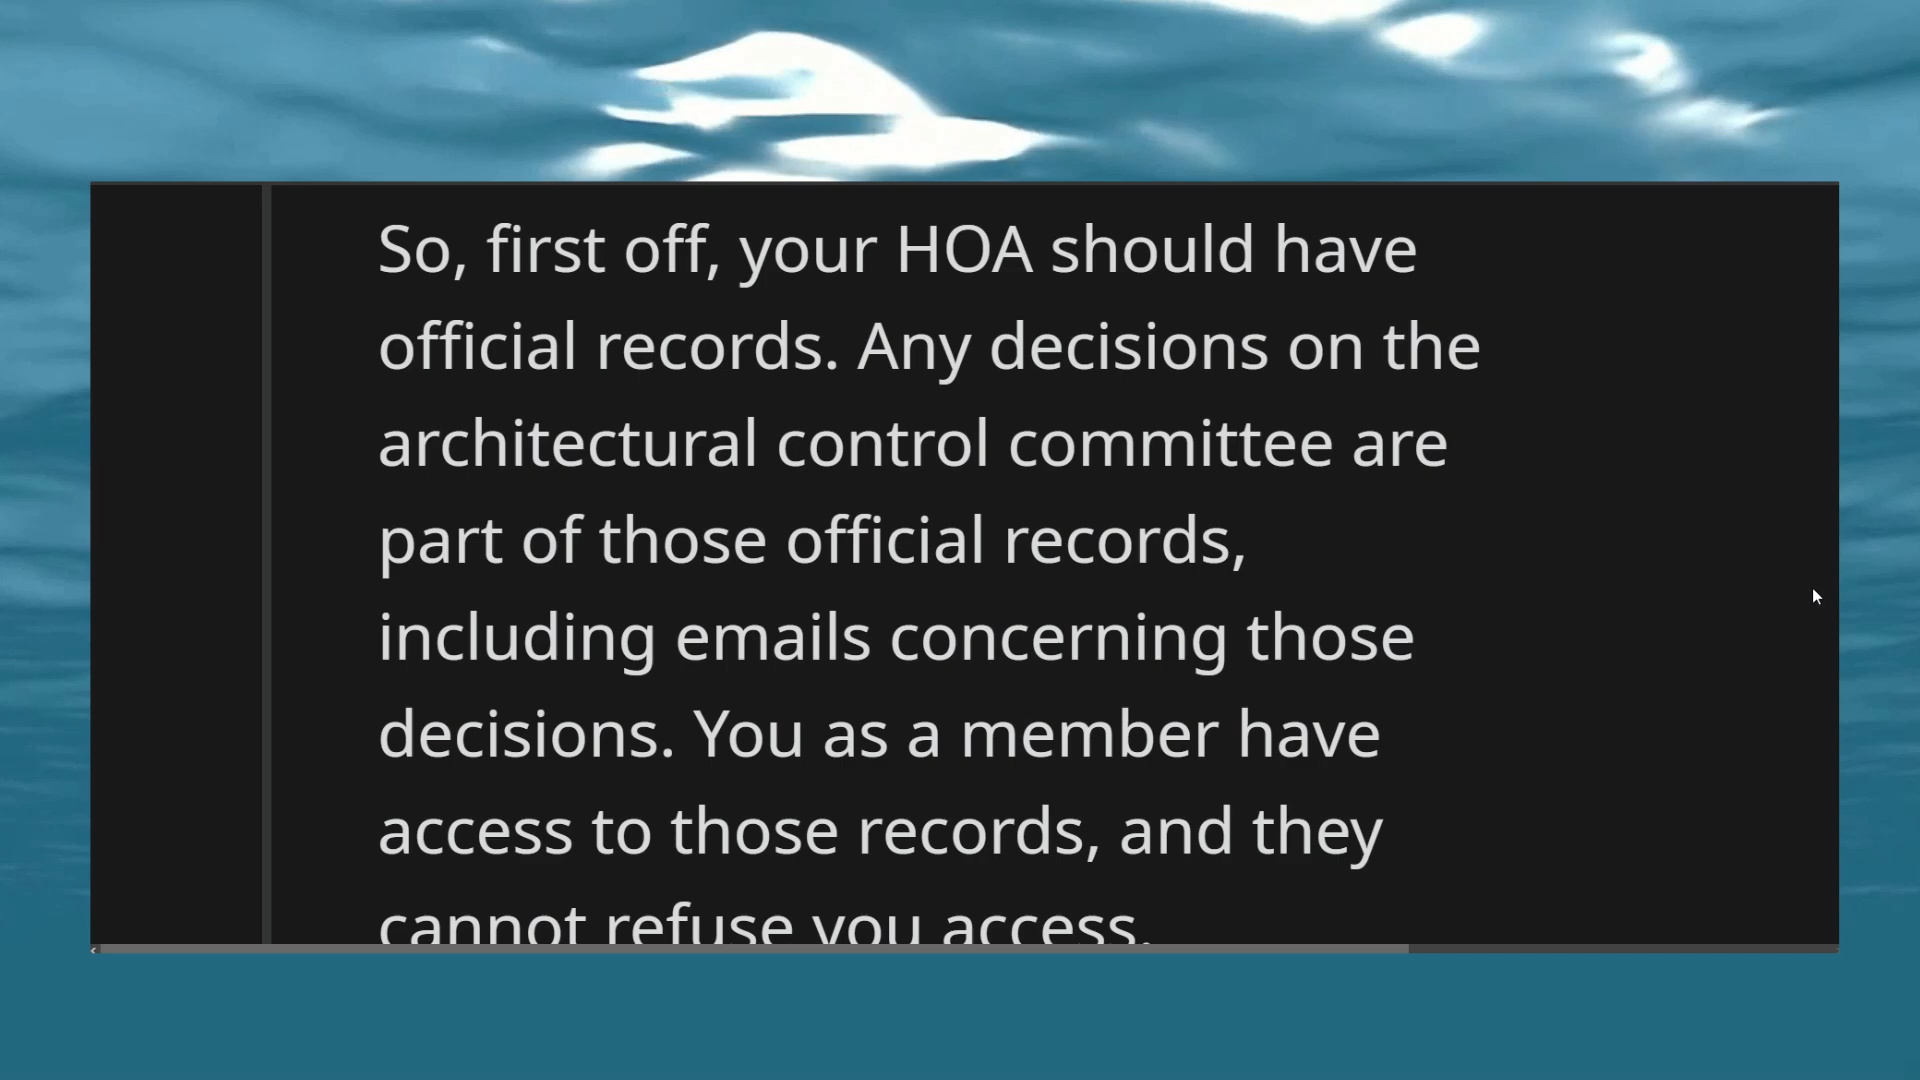 So, first off, your HOA should have
official records. Any decisions on the
architectural control committee are
part of those official records,
including emails concerning those
decisions. You as a member have
access to those records, and they
cannot refuse you access.